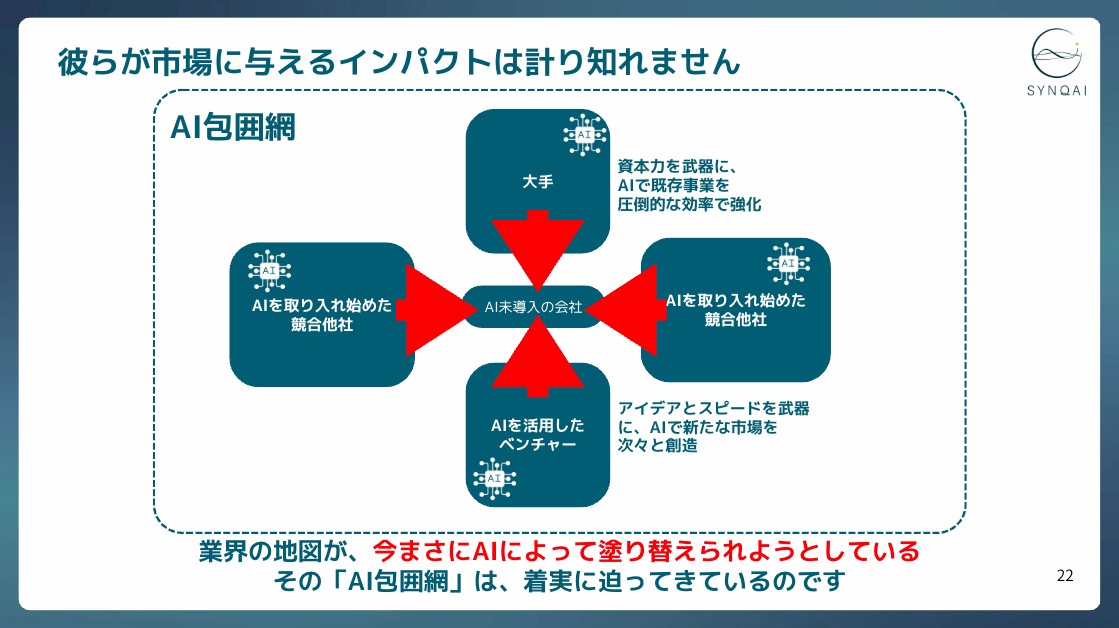 彼らが市場に与えるインパクトは計り知れません
SYNQAI
AI包囲網
AI
大手
資本力を武器に、
AIで既存事業を
圧倒的な効率で強化
AI
AIを取り入れ始めた
競合他社
AI未導入の会社
AI
AIを取り入れ始めた
競合他社
AIを活用した
ベンチャー
AI
アイデアとスピードを武器
に、AIで新たな市場を
次々と創造
業界の地図が、今まさにAIによって塗り替えられようとしている
その「AI包囲網」は、着実に迫ってきているのです
22